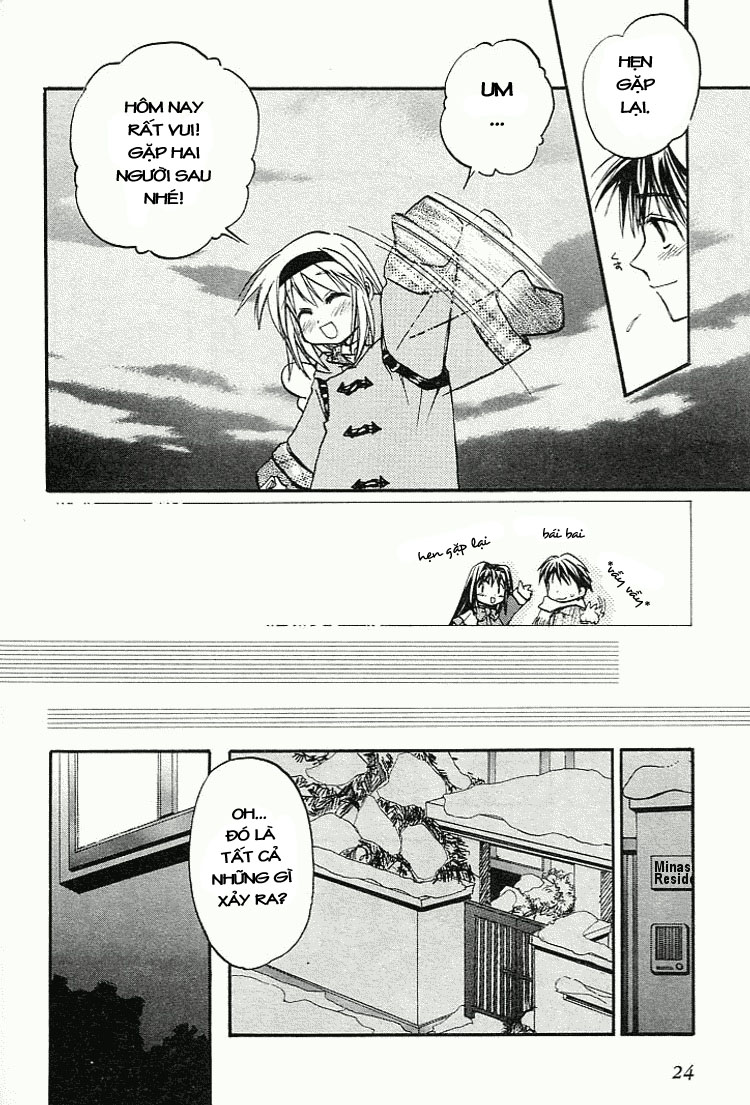 HẸN
GẶP
LẠI.
UM
...
HÔM NAY
RẤT VUI!
GẶP HAI
NGƯỜI SAU
NHÉ!
hẹn gặp lại
bái bai
*vẫy vẫy*
OH...
ĐÓ LÀ
TẤT CẢ
NHỮNG GÌ
XẢY RA?
Minas
Reside
24